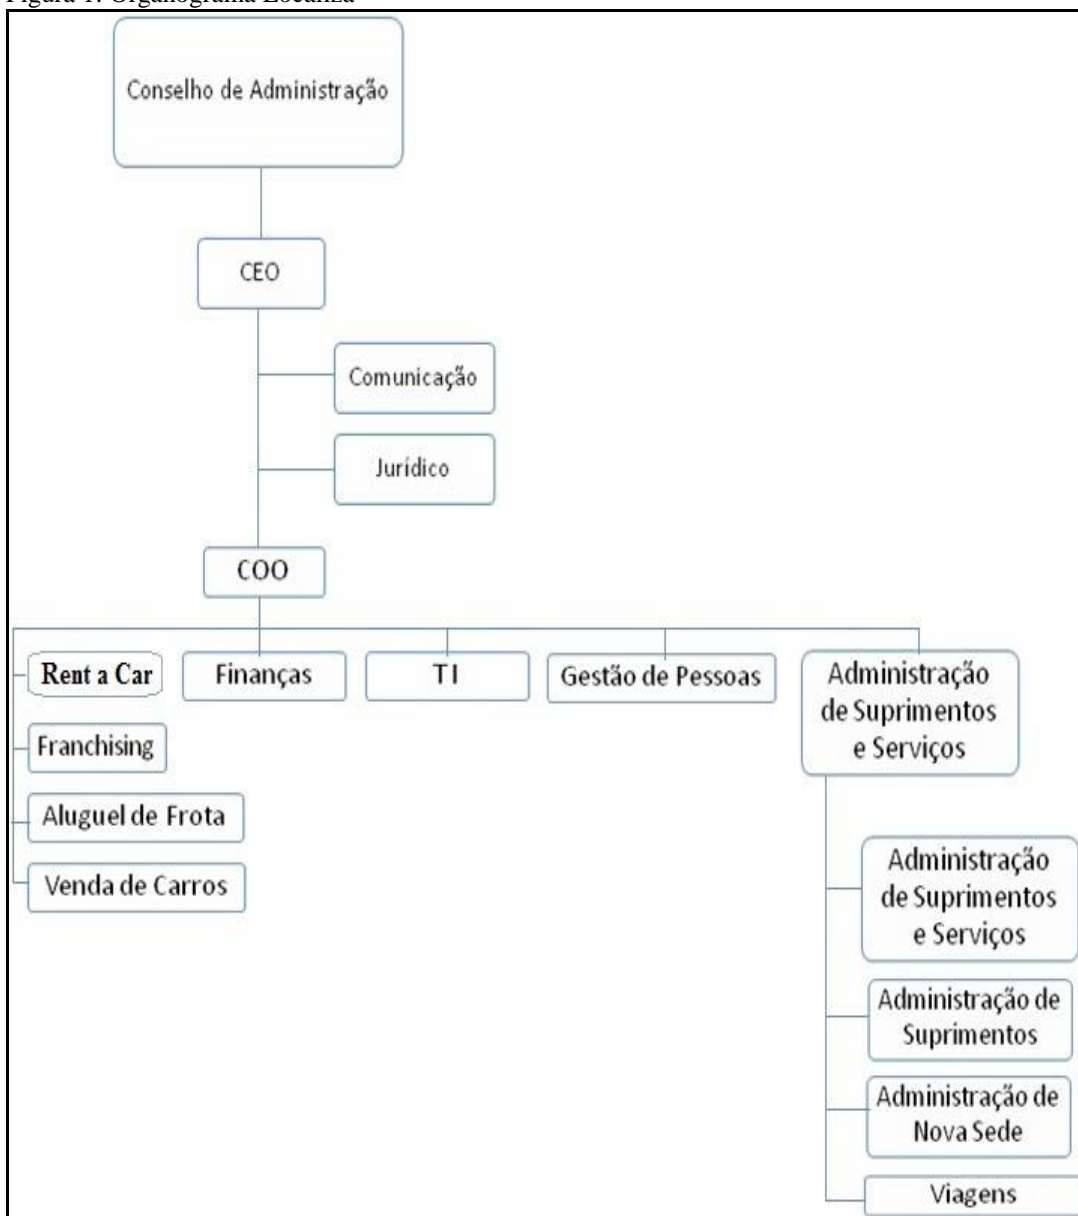 Figura 1: Organograma Localiza
Conselho de Administração
CEO
Comunicação
Jurídico
COO
Rent a Car
Finanças
TI
Gestão de Pessoas
Administração
de Suprimentos
e Serviços
Franchising
Aluguel de Frota
Venda de Carros
Administração
de Suprimentos
e Serviços
Administração de
Suprimentos
Administração de
Nova Sede
Viagens